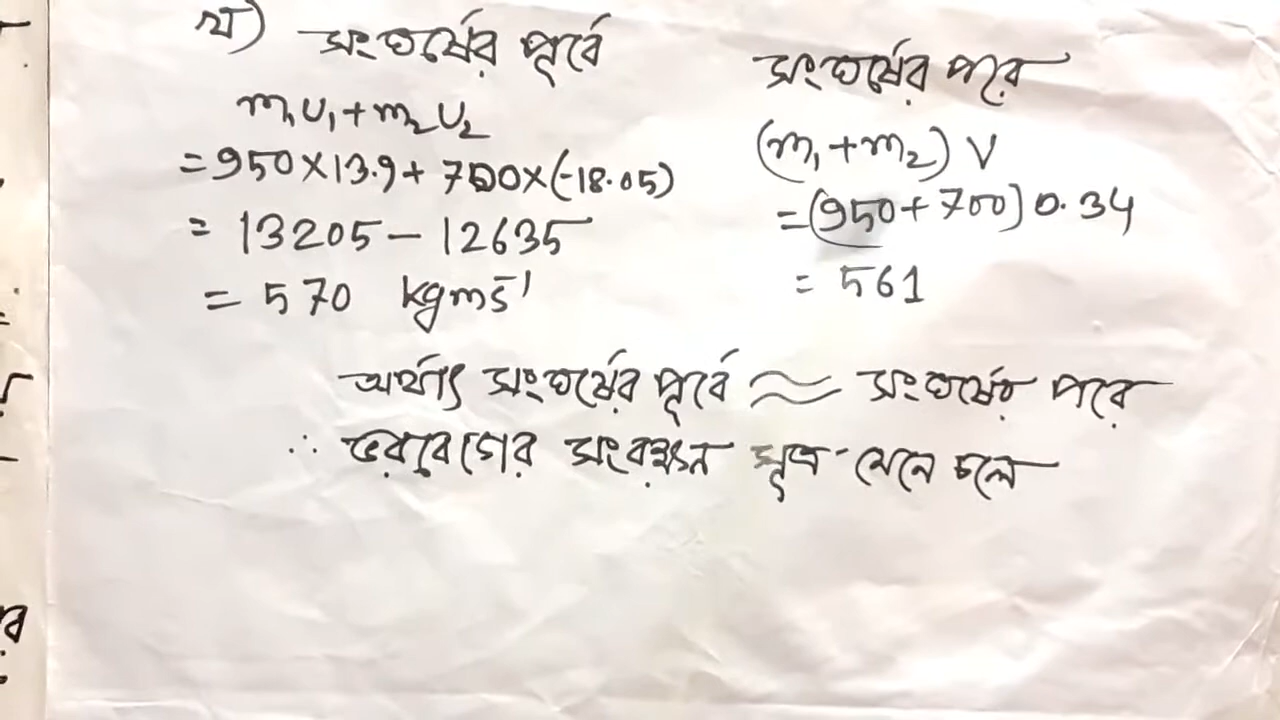 ঘ) সংঘর্ষের পূর্বে
m₁u₁ + m₂u₂
= 950 × 13.9 + 700 × (-18.05)
= 13205 - 12635
= 570 kgms⁻¹
সংঘর্ষের পরে
(m₁ + m₂) V
= (950 + 700) 0.34
= 561
অর্থাৎ সংঘর্ষের পূর্বে ≈ সংঘর্ষের পরে
∴ ভরবেগের সংরক্ষন সূত্র মেনে চলে